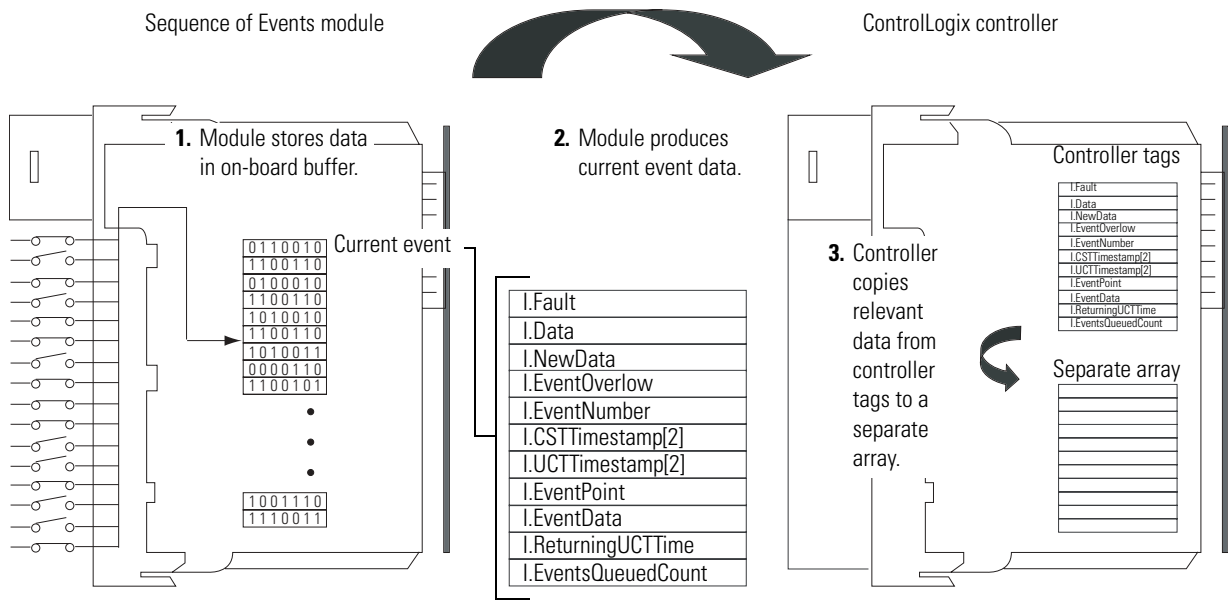 Sequence of Events module
ControlLogix controller
1. Module stores data
in on-board buffer.
2. Module produces
current event data.
Current event
0110010
1100110
0100010
1100110
1010010
1100110
1010011
0000110
1100101
1001110
1110011
I.Fault
I.Data
I.NewData
I.EventOverlow
I.EventNumber
I.CSTTimestamp[2]
I.UCTTimestamp[2]
I.EventPoint
I.EventData
I.ReturningUCTTime
I.EventsQueuedCount
3. Controller
copies
relevant
data from
controller
tags to a
separate
array.
Controller tags
I.Fault
I.Data
I.NewData
I.EventOverlow
I.EventNumber
I.CSTTimestamp[2]
I.UCTTimestamp[2]
I.EventPoint
I.EventData
I.ReturningUCTTime
I.EventsQueuedCount
Separate array